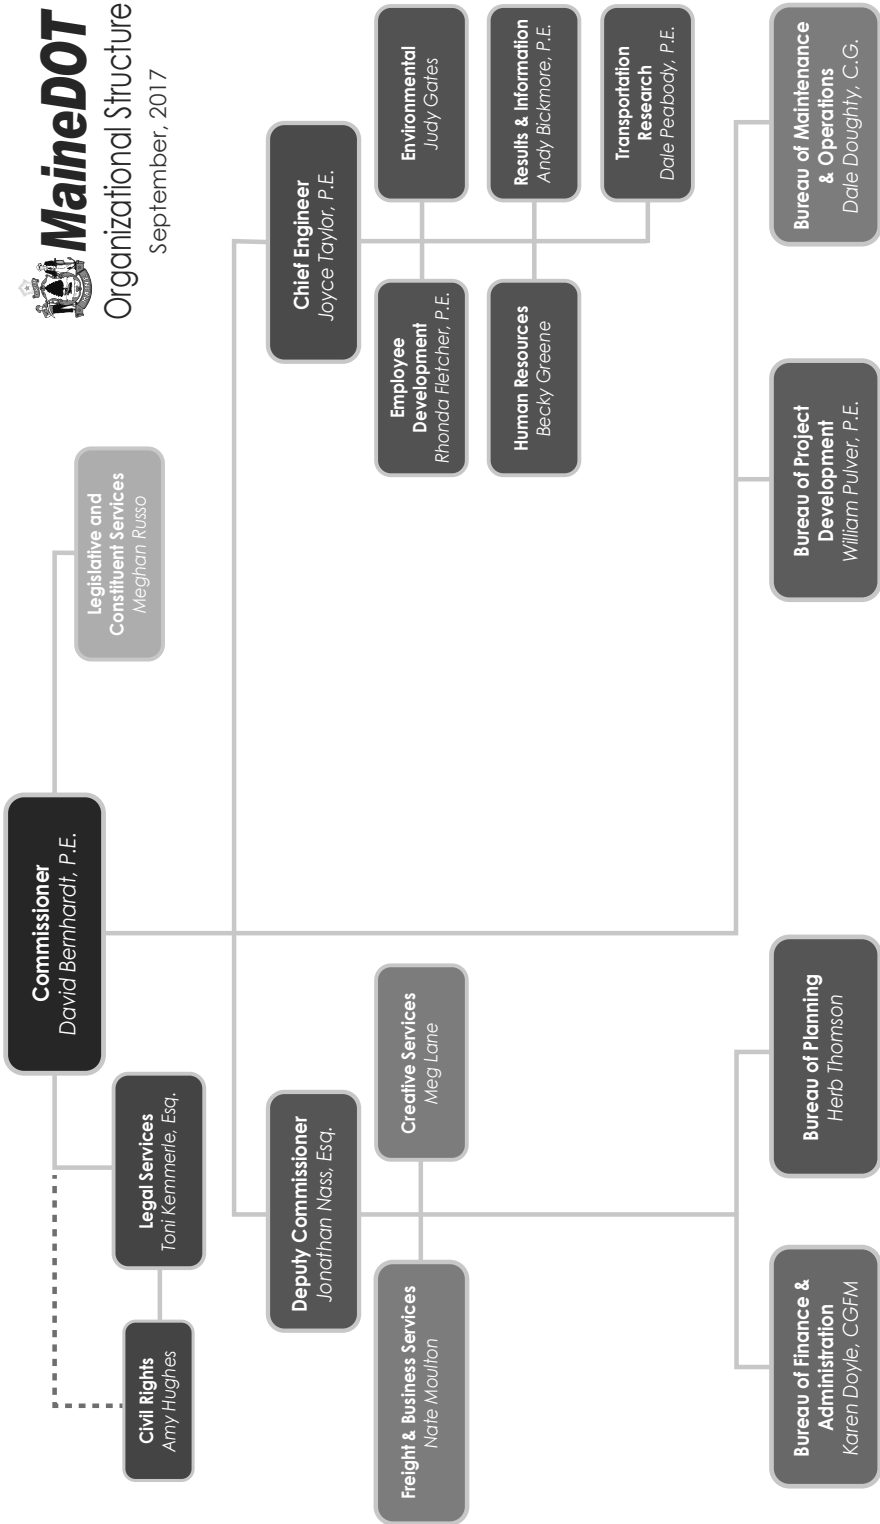 MaineDOT
Organizational Structure
September, 2017
Commissioner
David Bernhardt, P.E.
Legislative and
Constituent Services
Meghan Russo
Legal Services
Toni Kemmerle, Esq.
Civil Rights
Amy Hughes
Deputy Commissioner
Jonathan Nass, Esq.
Chief Engineer
Joyce Taylor, P.E.
Freight & Business Services
Nate Moulton
Creative Services
Meg Lane
Employee
Development
Rhonda Fletcher, P.E.
Environmental
Judy Gates
Human Resources
Becky Greene
Results & Information
Andy Bickmore, P.E.
Transportation
Research
Dale Peabody, P.E.
Bureau of Finance &
Administration
Karen Doyle, CGFM
Bureau of Planning
Herb Thomson
Bureau of Project
Development
William Pulver, P.E.
Bureau of Maintenance
& Operations
Dale Doughty, C.G.